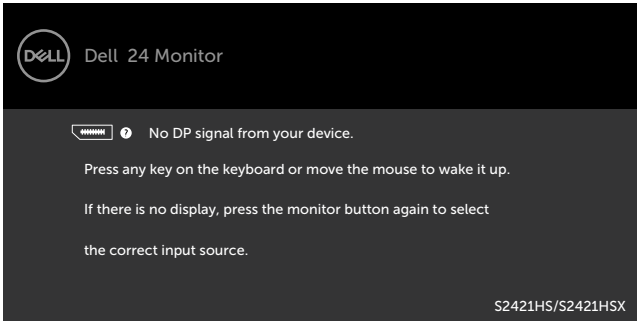 DELL
Dell 24 Monitor
? No DP signal from your device.
Press any key on the keyboard or move the mouse to wake it up.
If there is no display, press the monitor button again to select
the correct input source.
S2421HS/S2421HSX